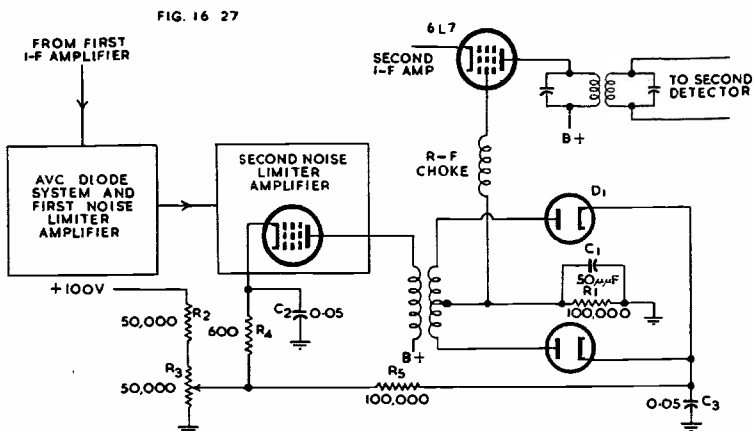 FIG. 16 27
FROM FIRST
I-F AMPLIFIER
6L7
SECOND
I-F AMP
TO SECOND
DETECTOR
B+
R-F
CHOKE
AVC DIODE
SYSTEM AND
FIRST NOISE
LIMITER
AMPLIFIER
SECOND NOISE
LIMITER
AMPLIFIER
D1
C1
50μμF
R1
100,000
+100V
R2
50,000
600
R4
C2
0·05
B+
R3
50,000
R5
100,000
0·05
C3